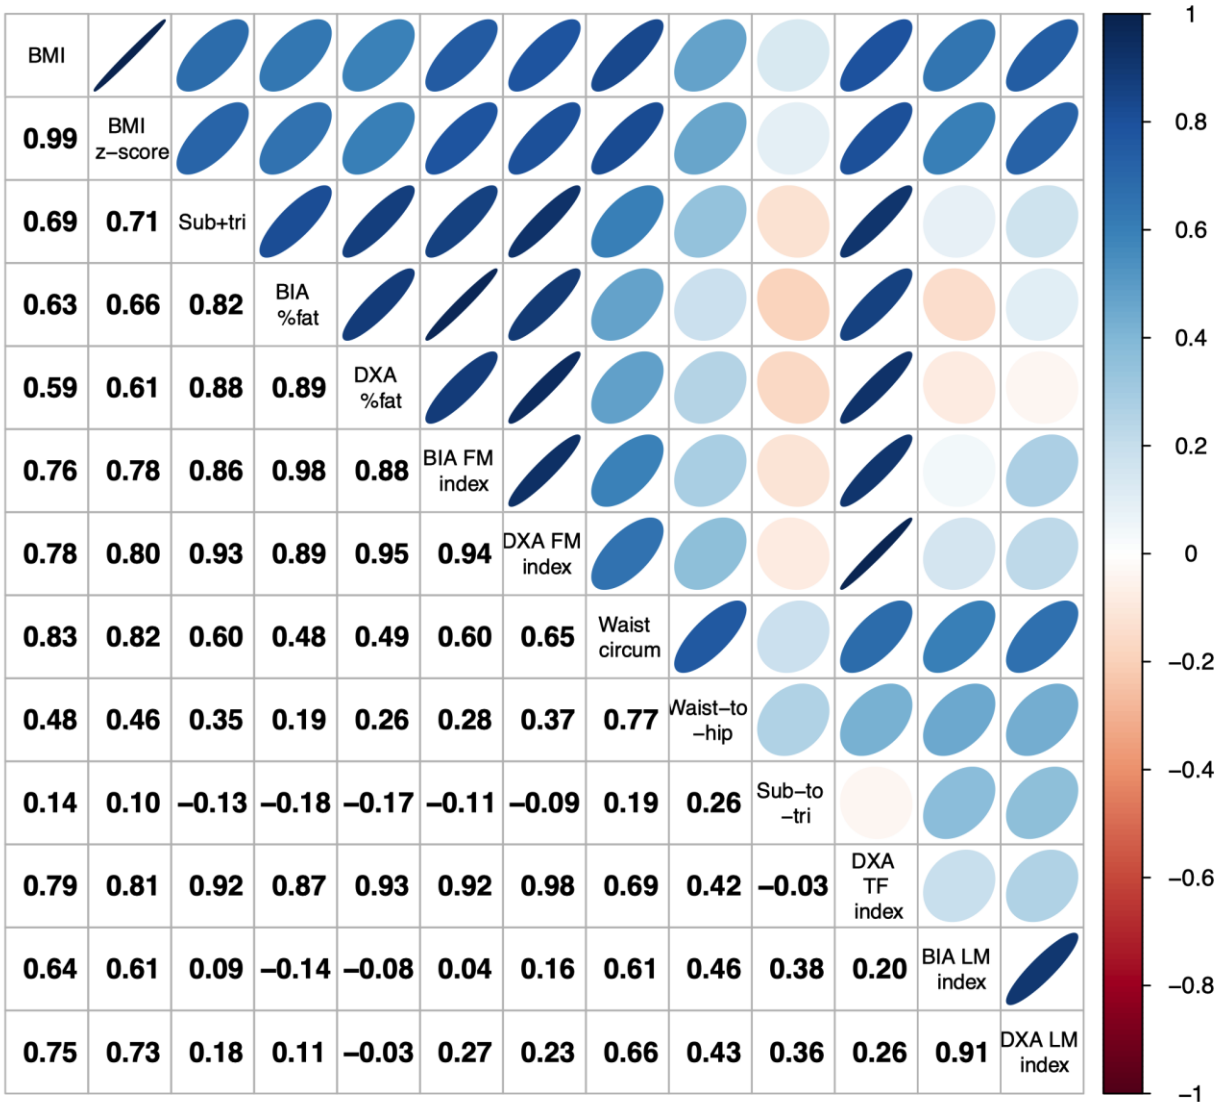 BMI
0.99 BMI z−score
0.69 0.71 Sub+tri
0.63 0.66 0.82 BIA %fat
0.59 0.61 0.88 0.89 DXA %fat
0.76 0.78 0.86 0.98 0.88 BIA FM index
0.78 0.80 0.93 0.89 0.95 0.94 DXA FM index
0.83 0.82 0.60 0.48 0.49 0.60 0.65 Waist circum
0.48 0.46 0.35 0.19 0.26 0.28 0.37 0.77 Waist−to −hip
0.14 0.10 −0.13 −0.18 −0.17 −0.11 −0.09 0.19 0.26 Sub−to −tri
0.79 0.81 0.92 0.87 0.93 0.92 0.98 0.69 0.42 −0.03 DXA TF index
0.64 0.61 0.09 −0.14 −0.08 0.04 0.16 0.61 0.46 0.38 0.20 BIA LM index
0.75 0.73 0.18 0.11 −0.03 0.27 0.23 0.66 0.43 0.36 0.26 0.91 DXA LM index
1
0.8
0.6
0.4
0.2
0
−0.2
−0.4
−0.6
−0.8
−1